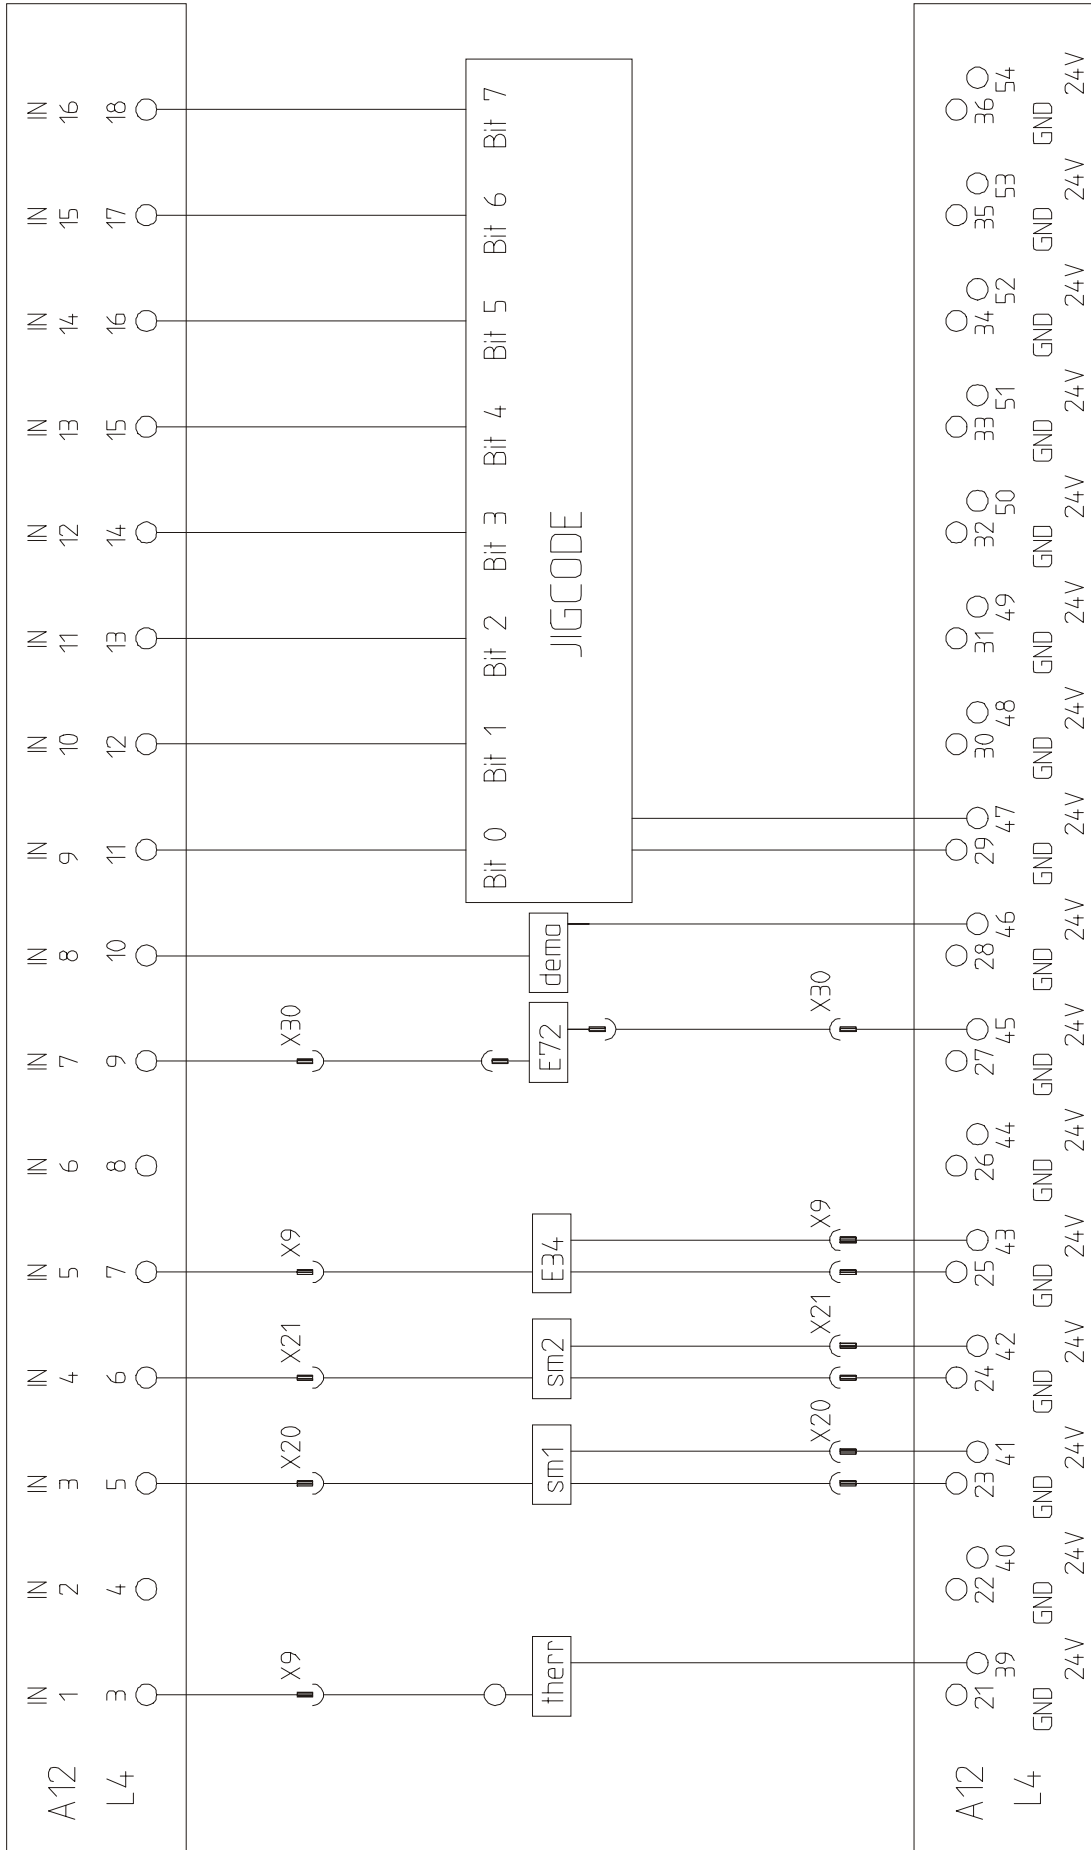 A12 IN IN IN IN IN IN IN IN IN IN IN IN IN IN IN IN
1 2 3 4 5 6 7 8 9 10 11 12 13 14 15 16
L4 3 4 5 6 7 8 9 10 11 12 13 14 15 16 17 18
X9 X20 X21 X9 X30
Bit 0 Bit 1 Bit 2 Bit 3 Bit 4 Bit 5 Bit 6 Bit 7
therr sm1 sm2 E34 E72 demo
JIGCODE
X20 X21 X9 X30
A12 21 22 23 24 25 26 27 28 29 30 31 32 33 34 35 36
39 40 41 42 43 44 45 46 47 48 49 50 51 52 53 54
L4 GND GND GND GND GND GND GND GND GND GND GND GND GND GND GND GND
24V 24V 24V 24V 24V 24V 24V 24V 24V 24V 24V 24V 24V 24V 24V 24V